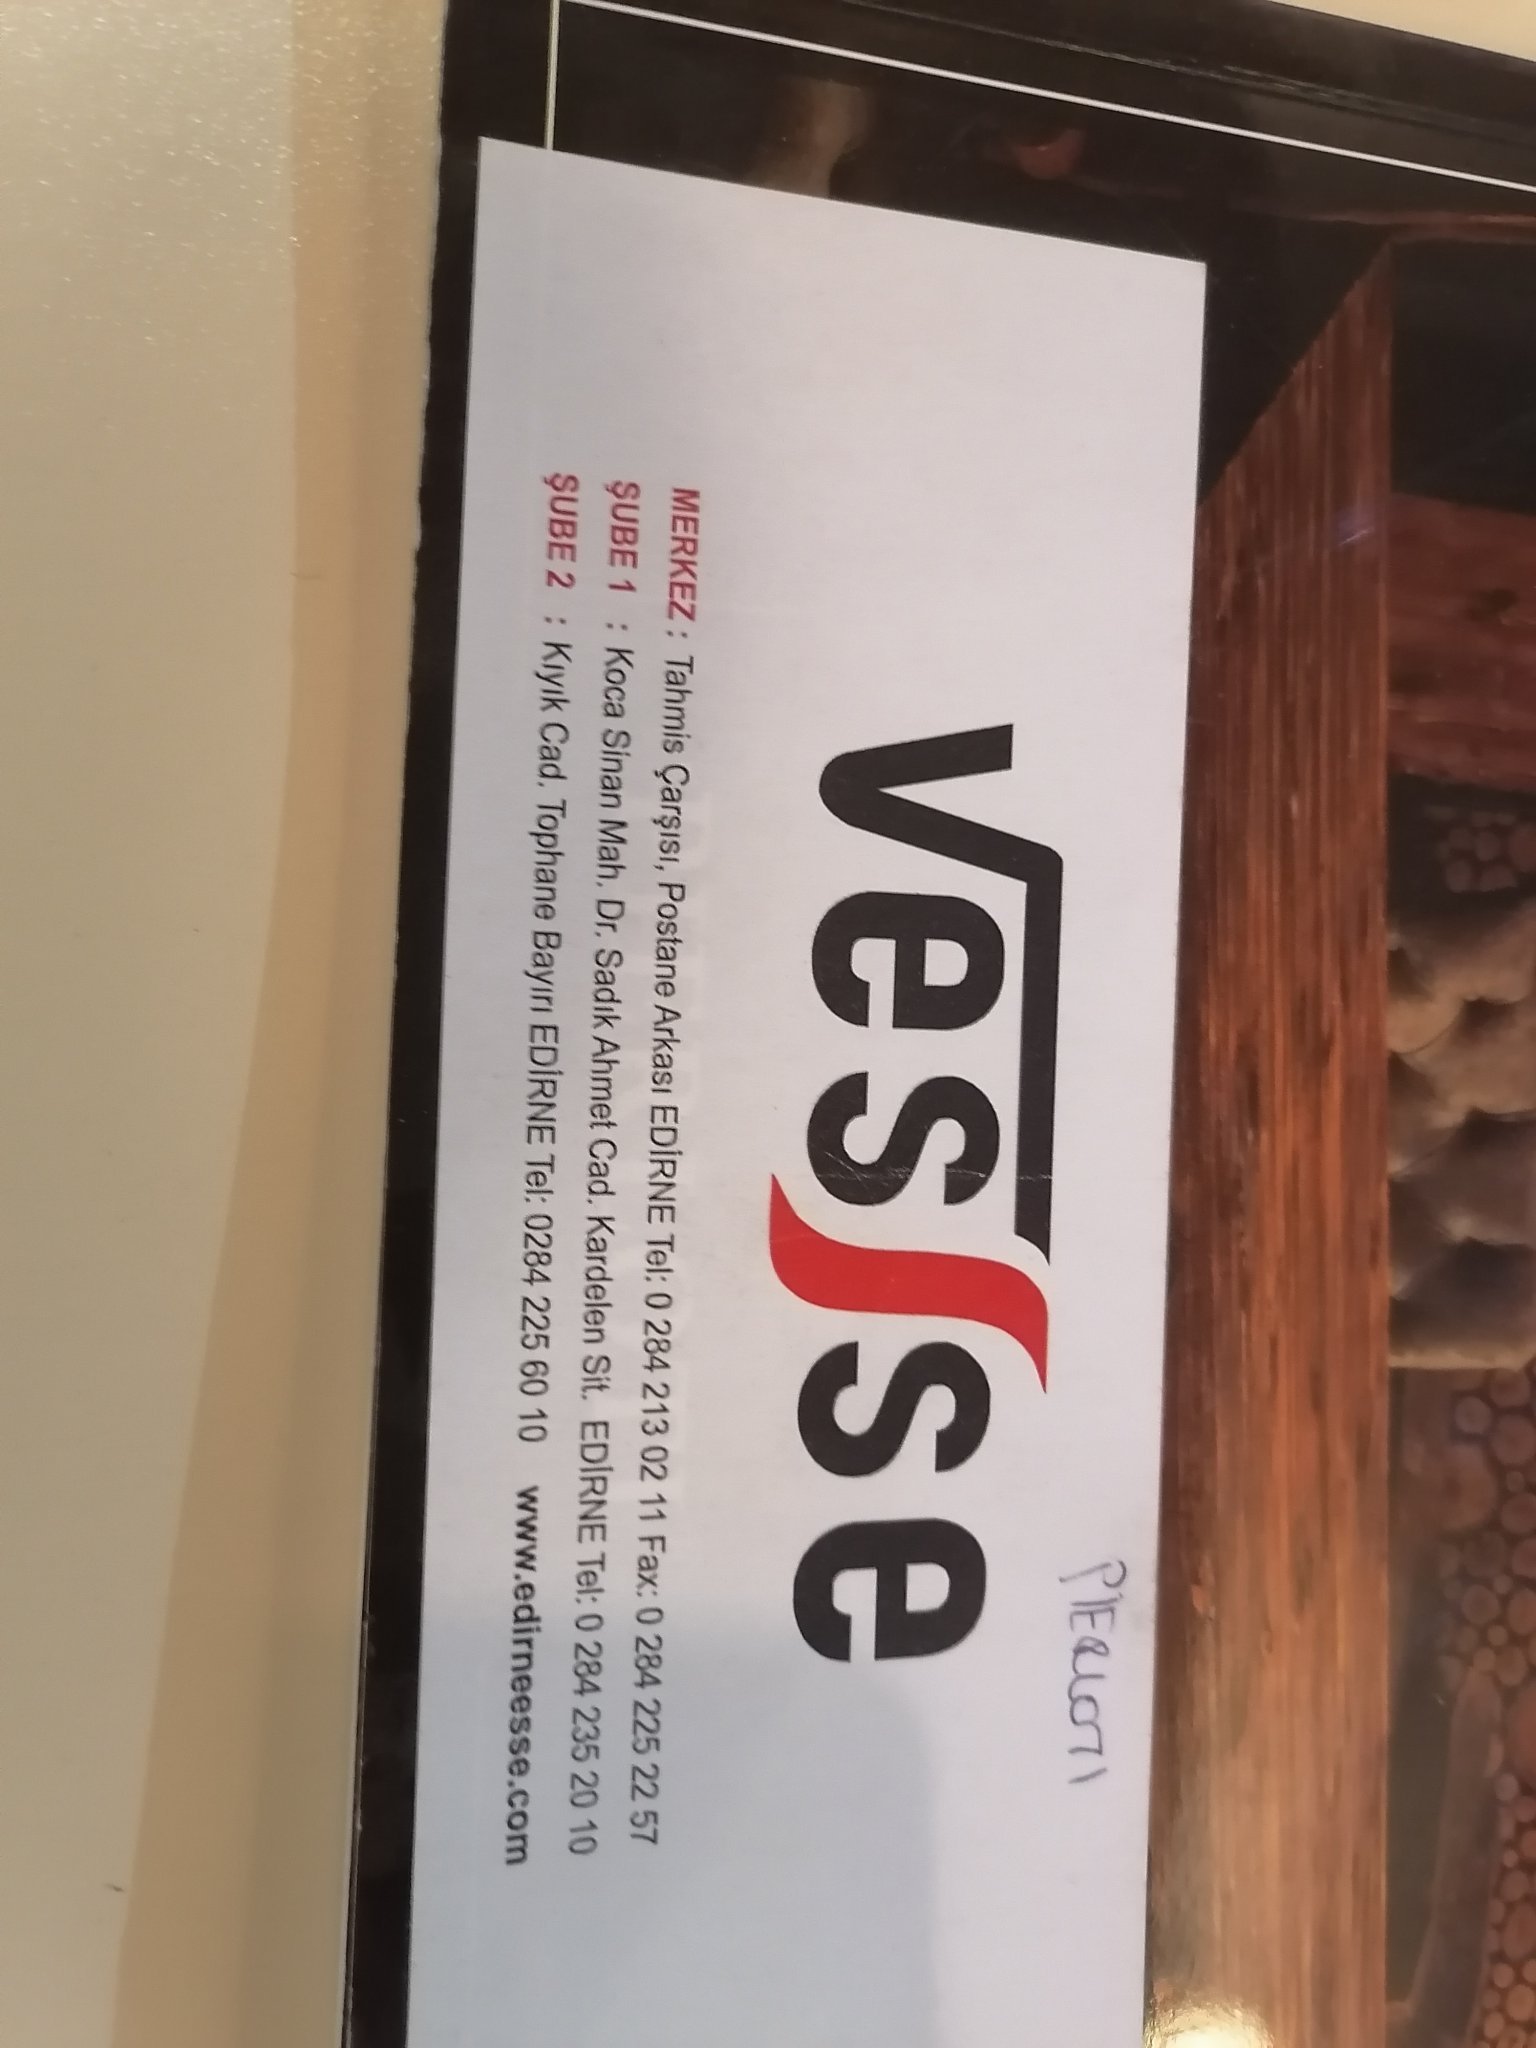 PIERLOTI
vesse
MERKEZ : Tahmis Çarşısı, Postane Arkası EDİRNE Tel: 0 284 213 02 11 Fax: 0 284 225 22 57
ŞUBE 1 : Koca Sinan Mah. Dr. Sadık Ahmet Cad. Kardelen Sit. EDİRNE Tel: 0 284 235 20 10
ŞUBE 2 : Kıyık Cad. Tophane Bayırı EDİRNE Tel: 0284 225 60 10 www.edirneesse.com